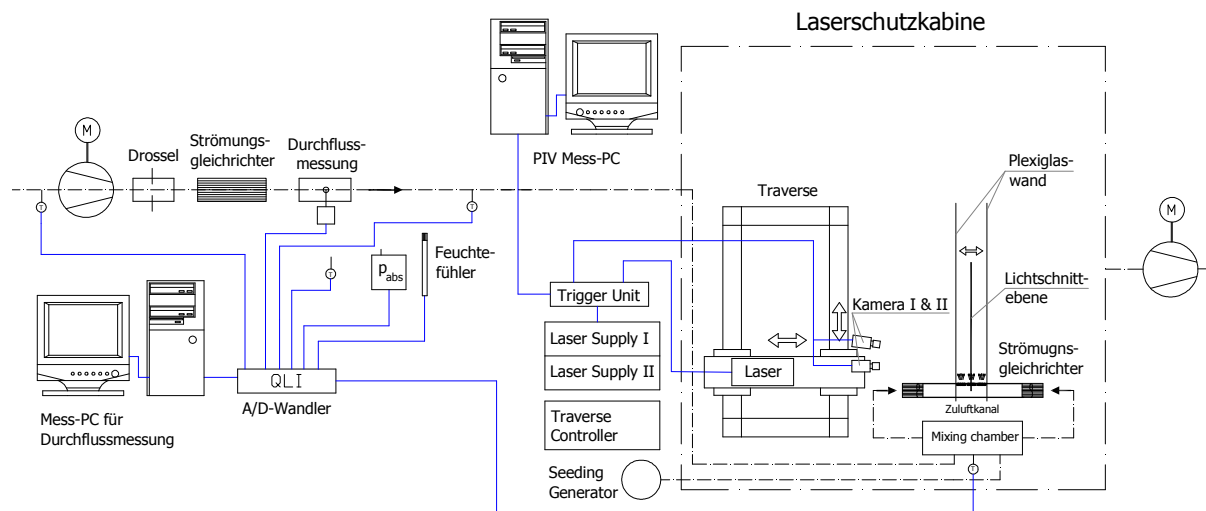 Laserschutzkabine
M
Drossel
Strömungs-
gleichrichter
Durchfluss-
messung
PIV Mess-PC
T
T
T
p abs
Feuchte-
fühler
Mess-PC für
Durchflussmessung
QLI
A/D-Wandler
Trigger Unit
Laser Supply I
Laser Supply II
Traverse
Controller
Seeding
Generator
Traverse
Laser
Kamera I & II
Plexiglas-
wand
Lichtschnitt-
ebene
Strömugns-
gleichrichter
Zuluftkanal
Mixing chamber
T
M